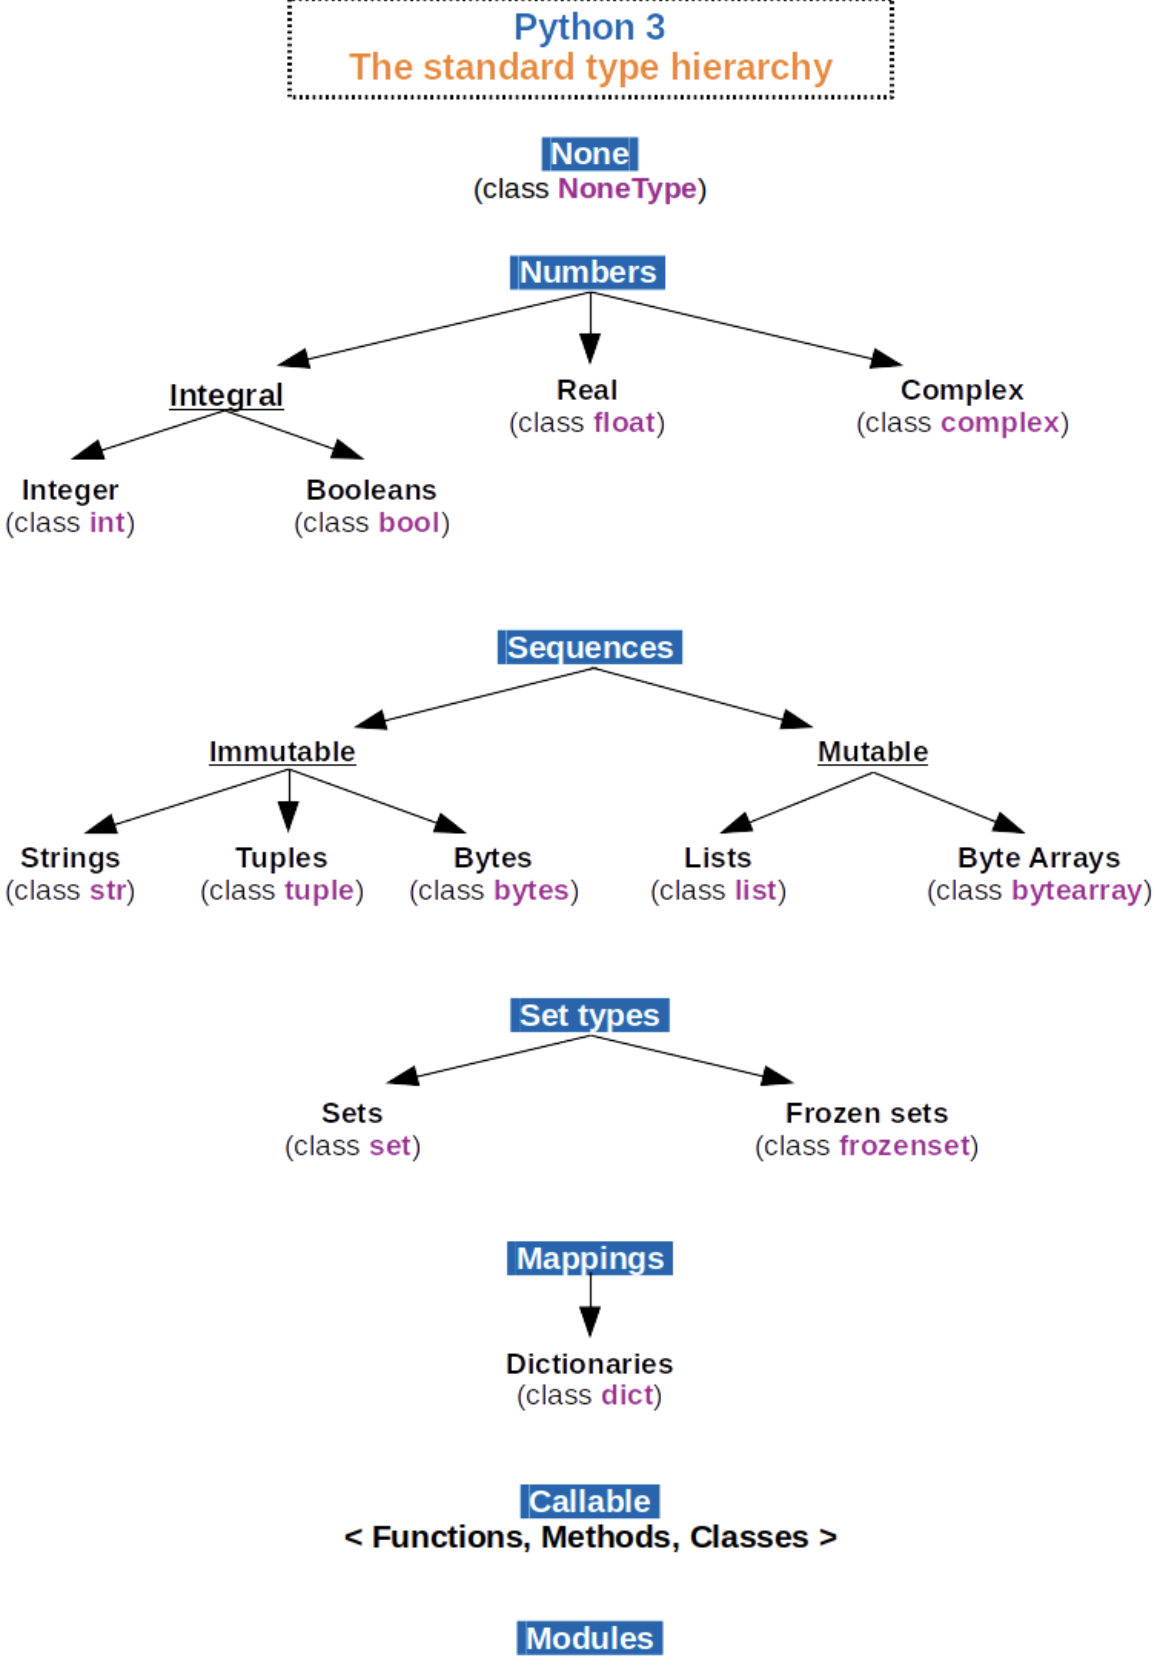 Python 3
The standard type hierarchy
None
(class NoneType)
Numbers
Integral
Real
Complex
(class float)
(class complex)
Integer
Booleans
(class int)
(class bool)
Sequences
Immutable
Mutable
Strings
Tuples
Bytes
Lists
Byte Arrays
(class str)
(class tuple)
(class bytes)
(class list)
(class bytearray)
Set types
Sets
Frozen sets
(class set)
(class frozenset)
Mappings
Dictionaries
(class dict)
Callable
< Functions, Methods, Classes >
Modules